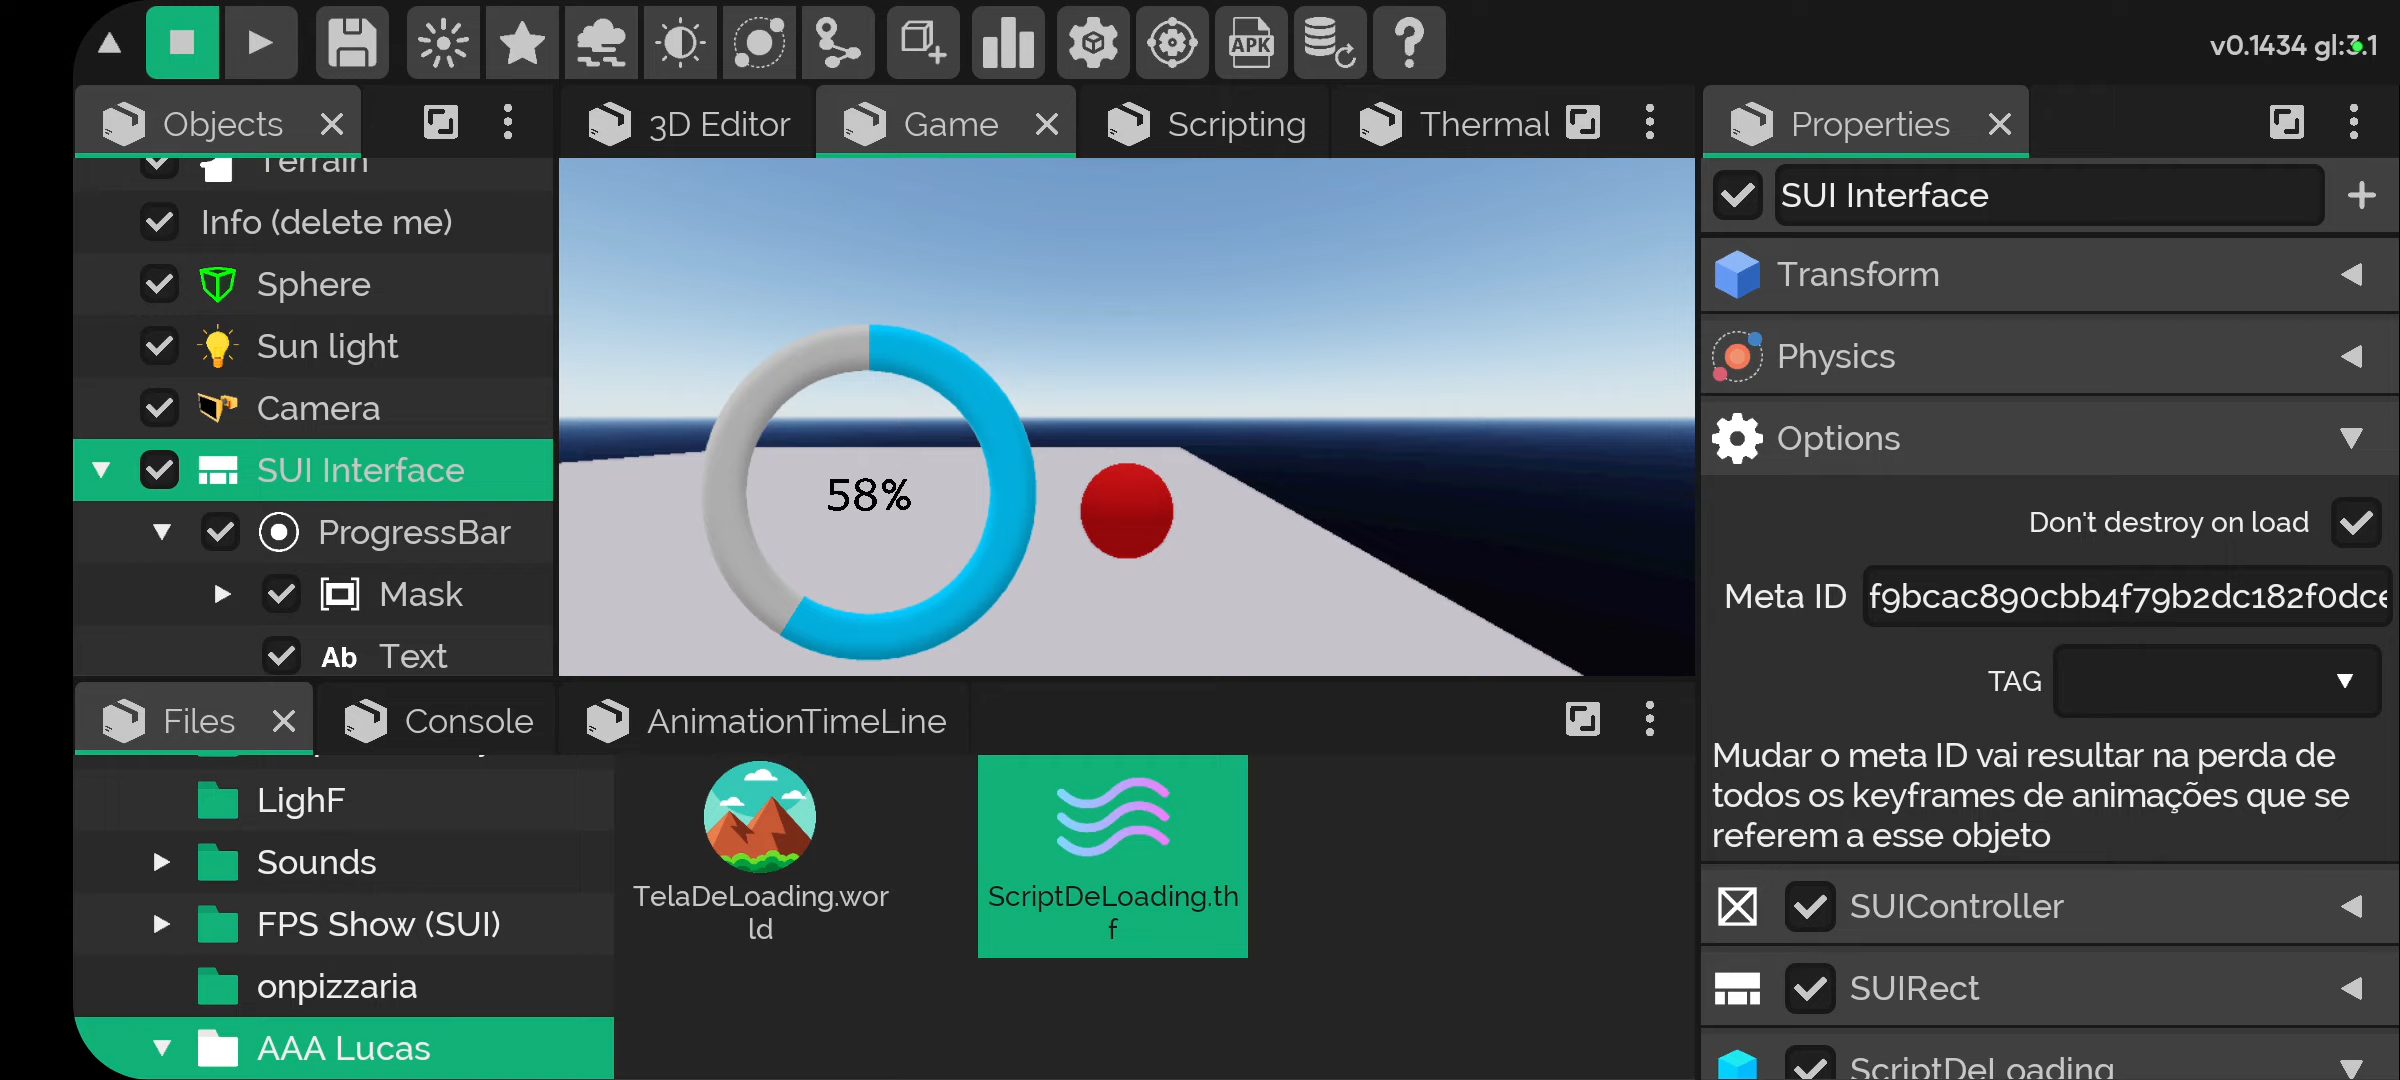 APK
v0.1434 gl:3.1
Objects
3D Editor
Game
Scripting
Thermal
Properties
Terrain
Info (delete me)
Sphere
Sun light
Camera
SUI Interface
ProgressBar
Mask
Ab Text
58%
SUI Interface
Transform
Physics
Options
Don't destroy on load
Meta ID f9bcac890cbb4f79b2dc182f0dce
TAG
Mudar o meta ID vai resultar na perda de
todos os keyframes de animações que se
referem a esse objeto
SUIController
SUIRect
ScriptDeLoading
Files
Console
AnimationTimeLine
LighF
Sounds
FPS Show (SUI)
onpizzaria
AAA Lucas
TelaDeLoading.wor
ld
ScriptDeLoading.th
f